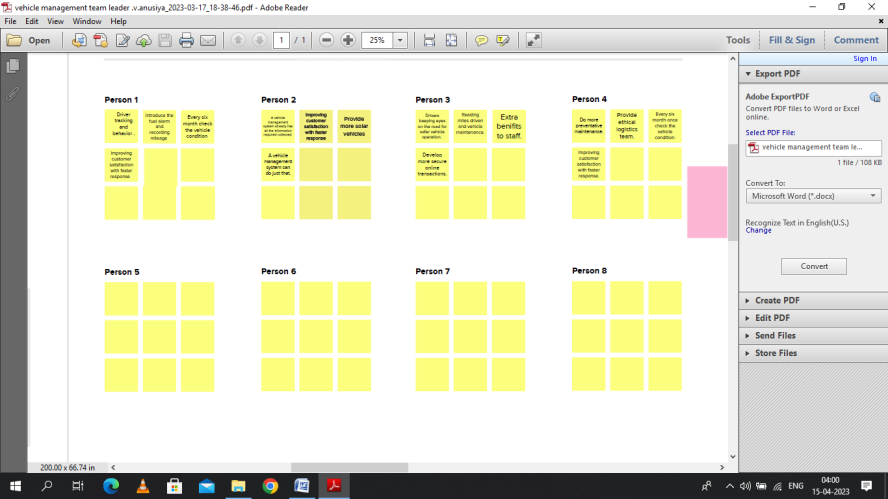 vehicle management team leader .v.anusiya_2023-03-17_18-38-46.pdf - Adobe Reader
File Edit View Window Help
Open 1 / 1 25% Tools Fill & Sign Comment
Sign In
Export PDF
Adobe ExportPDF
Convert PDF files to Word or Excel
online.
Select PDF File:
vehicle management team le...
1 file / 108 KB
Convert To:
Microsoft Word (*.docx)
Recognize Text in English(U.S.)
Change
Convert
Create PDF
Edit PDF
Send Files
Store Files
Person 1
Driver
tracking
and
behavior .
Introduce the
fuel alarm
and
recording
mileage
Every six
month check
the vehicle
condition
Improving
customer
satisfaction
with faster
response
Person 2
A vehicle
management
system already has
all the information
required collected
Improving
customer
satisfaction
with faster
response
Provide
more solar
vehicles
A vehicle
management
system can
do just that.
Person 3
Drivers
keeping eyes
on the road for
safer vehicle
operation.
Reading
miles driven
and vehicle
maintenance.
Extra
benifits
to staff.
Develop
more secure
online
transactions.
Person 4
Do more
preventative
maintenance.
Provide
ethical
logistics
team.
Every six
month once
check the
vehicle
condition.
Improving
customer
satisfaction
with faster
response.
Person 5
Person 6
Person 7
Person 8
200.00 x 66.74 in
ENG
04:00
15-04-2023